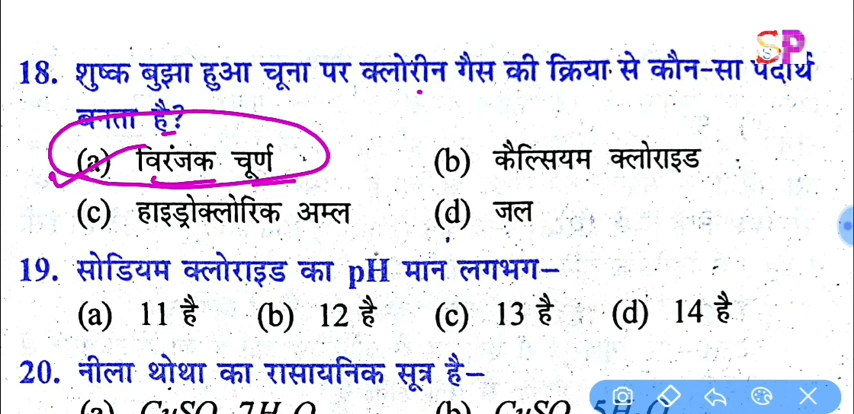 SP
18. शुष्क बुझा हुआ चूना पर क्लोरीन गैस की क्रिया से कौन-सा पदार्थ
बनता है?
(a) विरंजक चूर्ण (b) कैल्सियम क्लोराइड
(c) हाइड्रोक्लोरिक अम्ल (d) जल
19. सोडियम क्लोराइड का pH मान लगभग–
(a) 11 है (b) 12 है (c) 13 है (d) 14 है
20. नीला थोथा का रासायनिक सूत्र है–